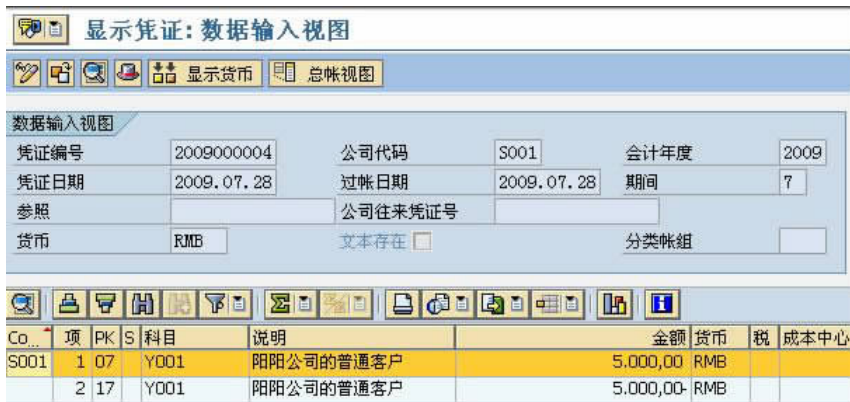 显示凭证: 数据输入视图
显示货币 总帐视图
数据输入视图
凭证编号 2009000004 公司代码 S001 会计年度 2009
凭证日期 2009.07.28 过帐日期 2009.07.28 期间 7
参照 公司往来凭证号
货币 RMB 文本存在 分类帐组
Co... 项 PK S 科目 说明 金额 货币 税 成本中心
S001 1 07 Y001 阳阳公司的普通客户 5.000,00 RMB
2 17 Y001 阳阳公司的普通客户 5.000,00- RMB